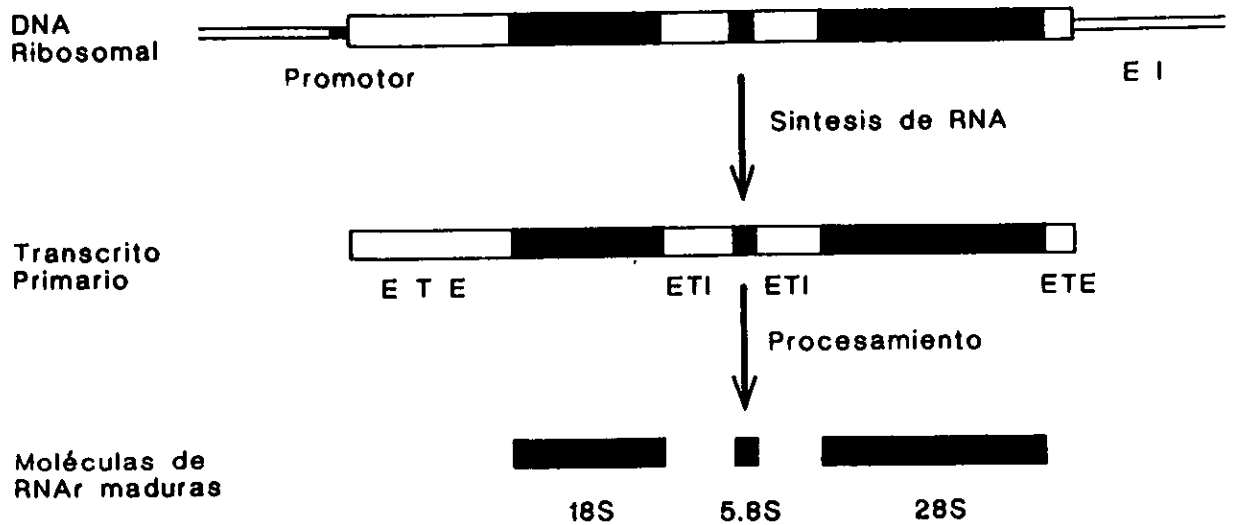 DNA
Ribosomal
Promotor
E I
Sintesis de RNA
Transcrito
Primario
E T E
ETI
ETI
ETE
Procesamiento
Moléculas de
RNAr maduras
18S
5.8S
28S